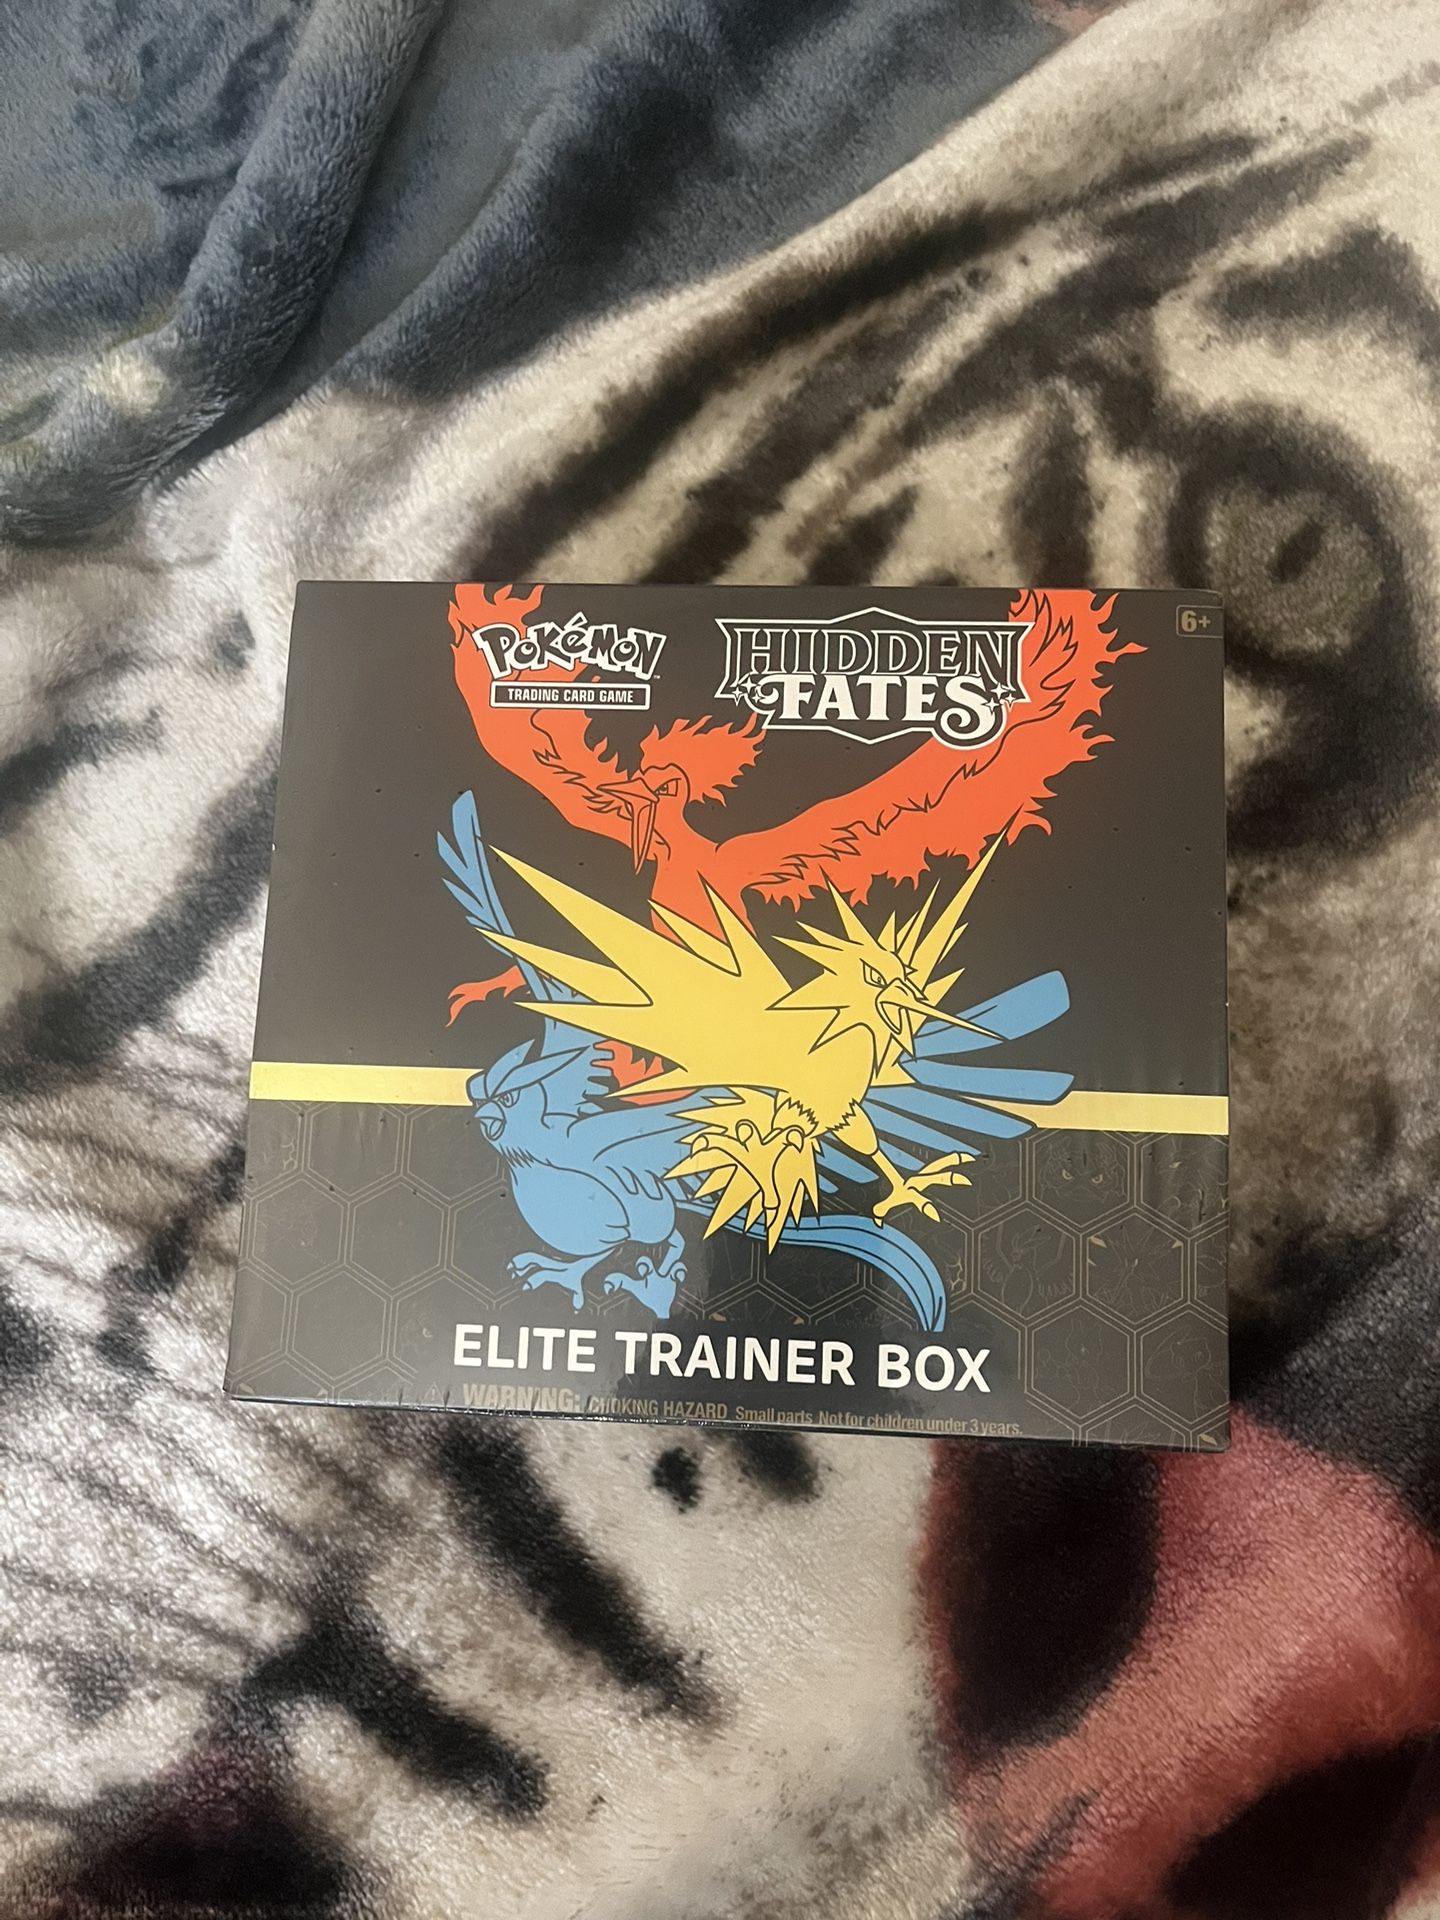 POKéMON™
TRADING CARD GAME
HIDDEN
FATES
6+
ELITE TRAINER BOX
WARNING: CHOKING HAZARD Small parts. Not for children under 3 years.